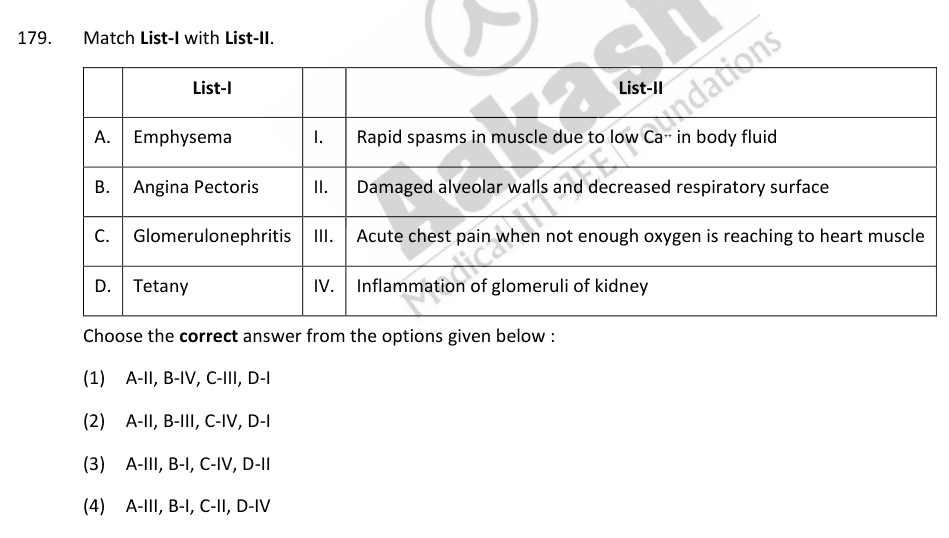 179. Match List-I with List-II.
List-I List-II
A. Emphysema I. Rapid spasms in muscle due to low Ca++ in body fluid
B. Angina Pectoris II. Damaged alveolar walls and decreased respiratory surface
C. Glomerulonephritis III. Acute chest pain when not enough oxygen is reaching to heart muscle
D. Tetany IV. Inflammation of glomeruli of kidney
Choose the correct answer from the options given below :
(1) A-II, B-IV, C-III, D-I
(2) A-II, B-III, C-IV, D-I
(3) A-III, B-I, C-IV, D-II
(4) A-III, B-I, C-II, D-IV
Aakash
Medical|IIT-JEE|Foundations